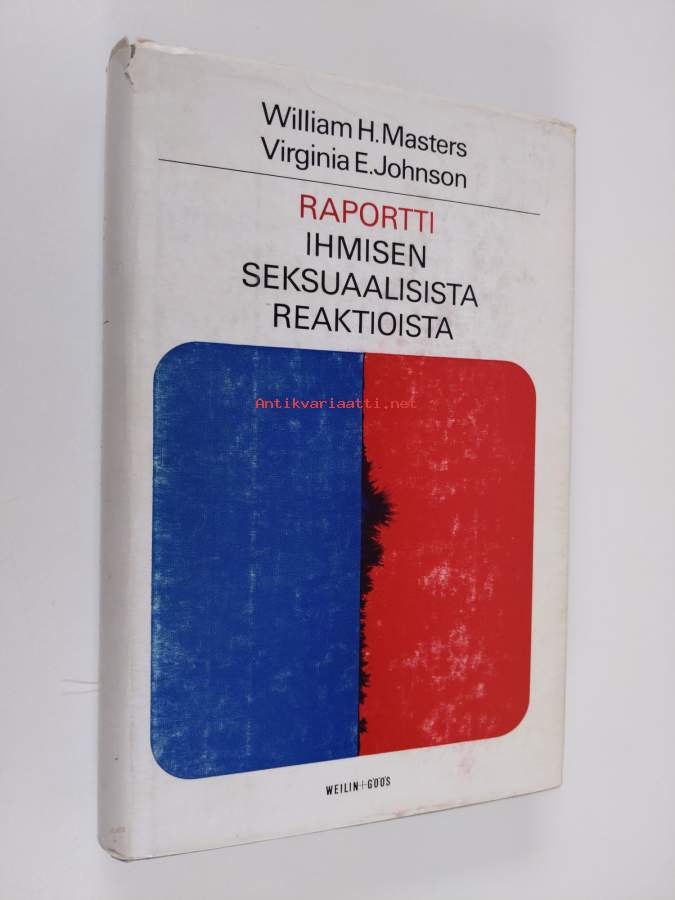 William H. Masters
Virginia E. Johnson
RAPORTTI
IHMISEN
SEKSUAALISISTA
REAKTIOISTA
Antikvariaatti.net
WEILIN+GÖÖS